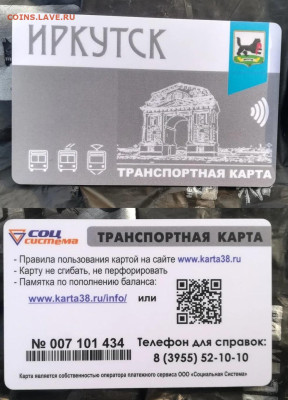 COINS.LAVE.RU
ИРКУТСК
ТРАНСПОРТНАЯ КАРТА
СОЦ система
ТРАНСПОРТНАЯ КАРТА
- Правила пользования картой на сайте www.karta38.ru
- Карту не сгибать, не перфорировать
- Памятка по пополнению баланса:
www.karta38.ru/info/ или
№ 007 101 434
Телефон для справок:
8 (3955) 52-10-10
Карта является собственностью оператора платежного сервиса ООО «Социальная Система»